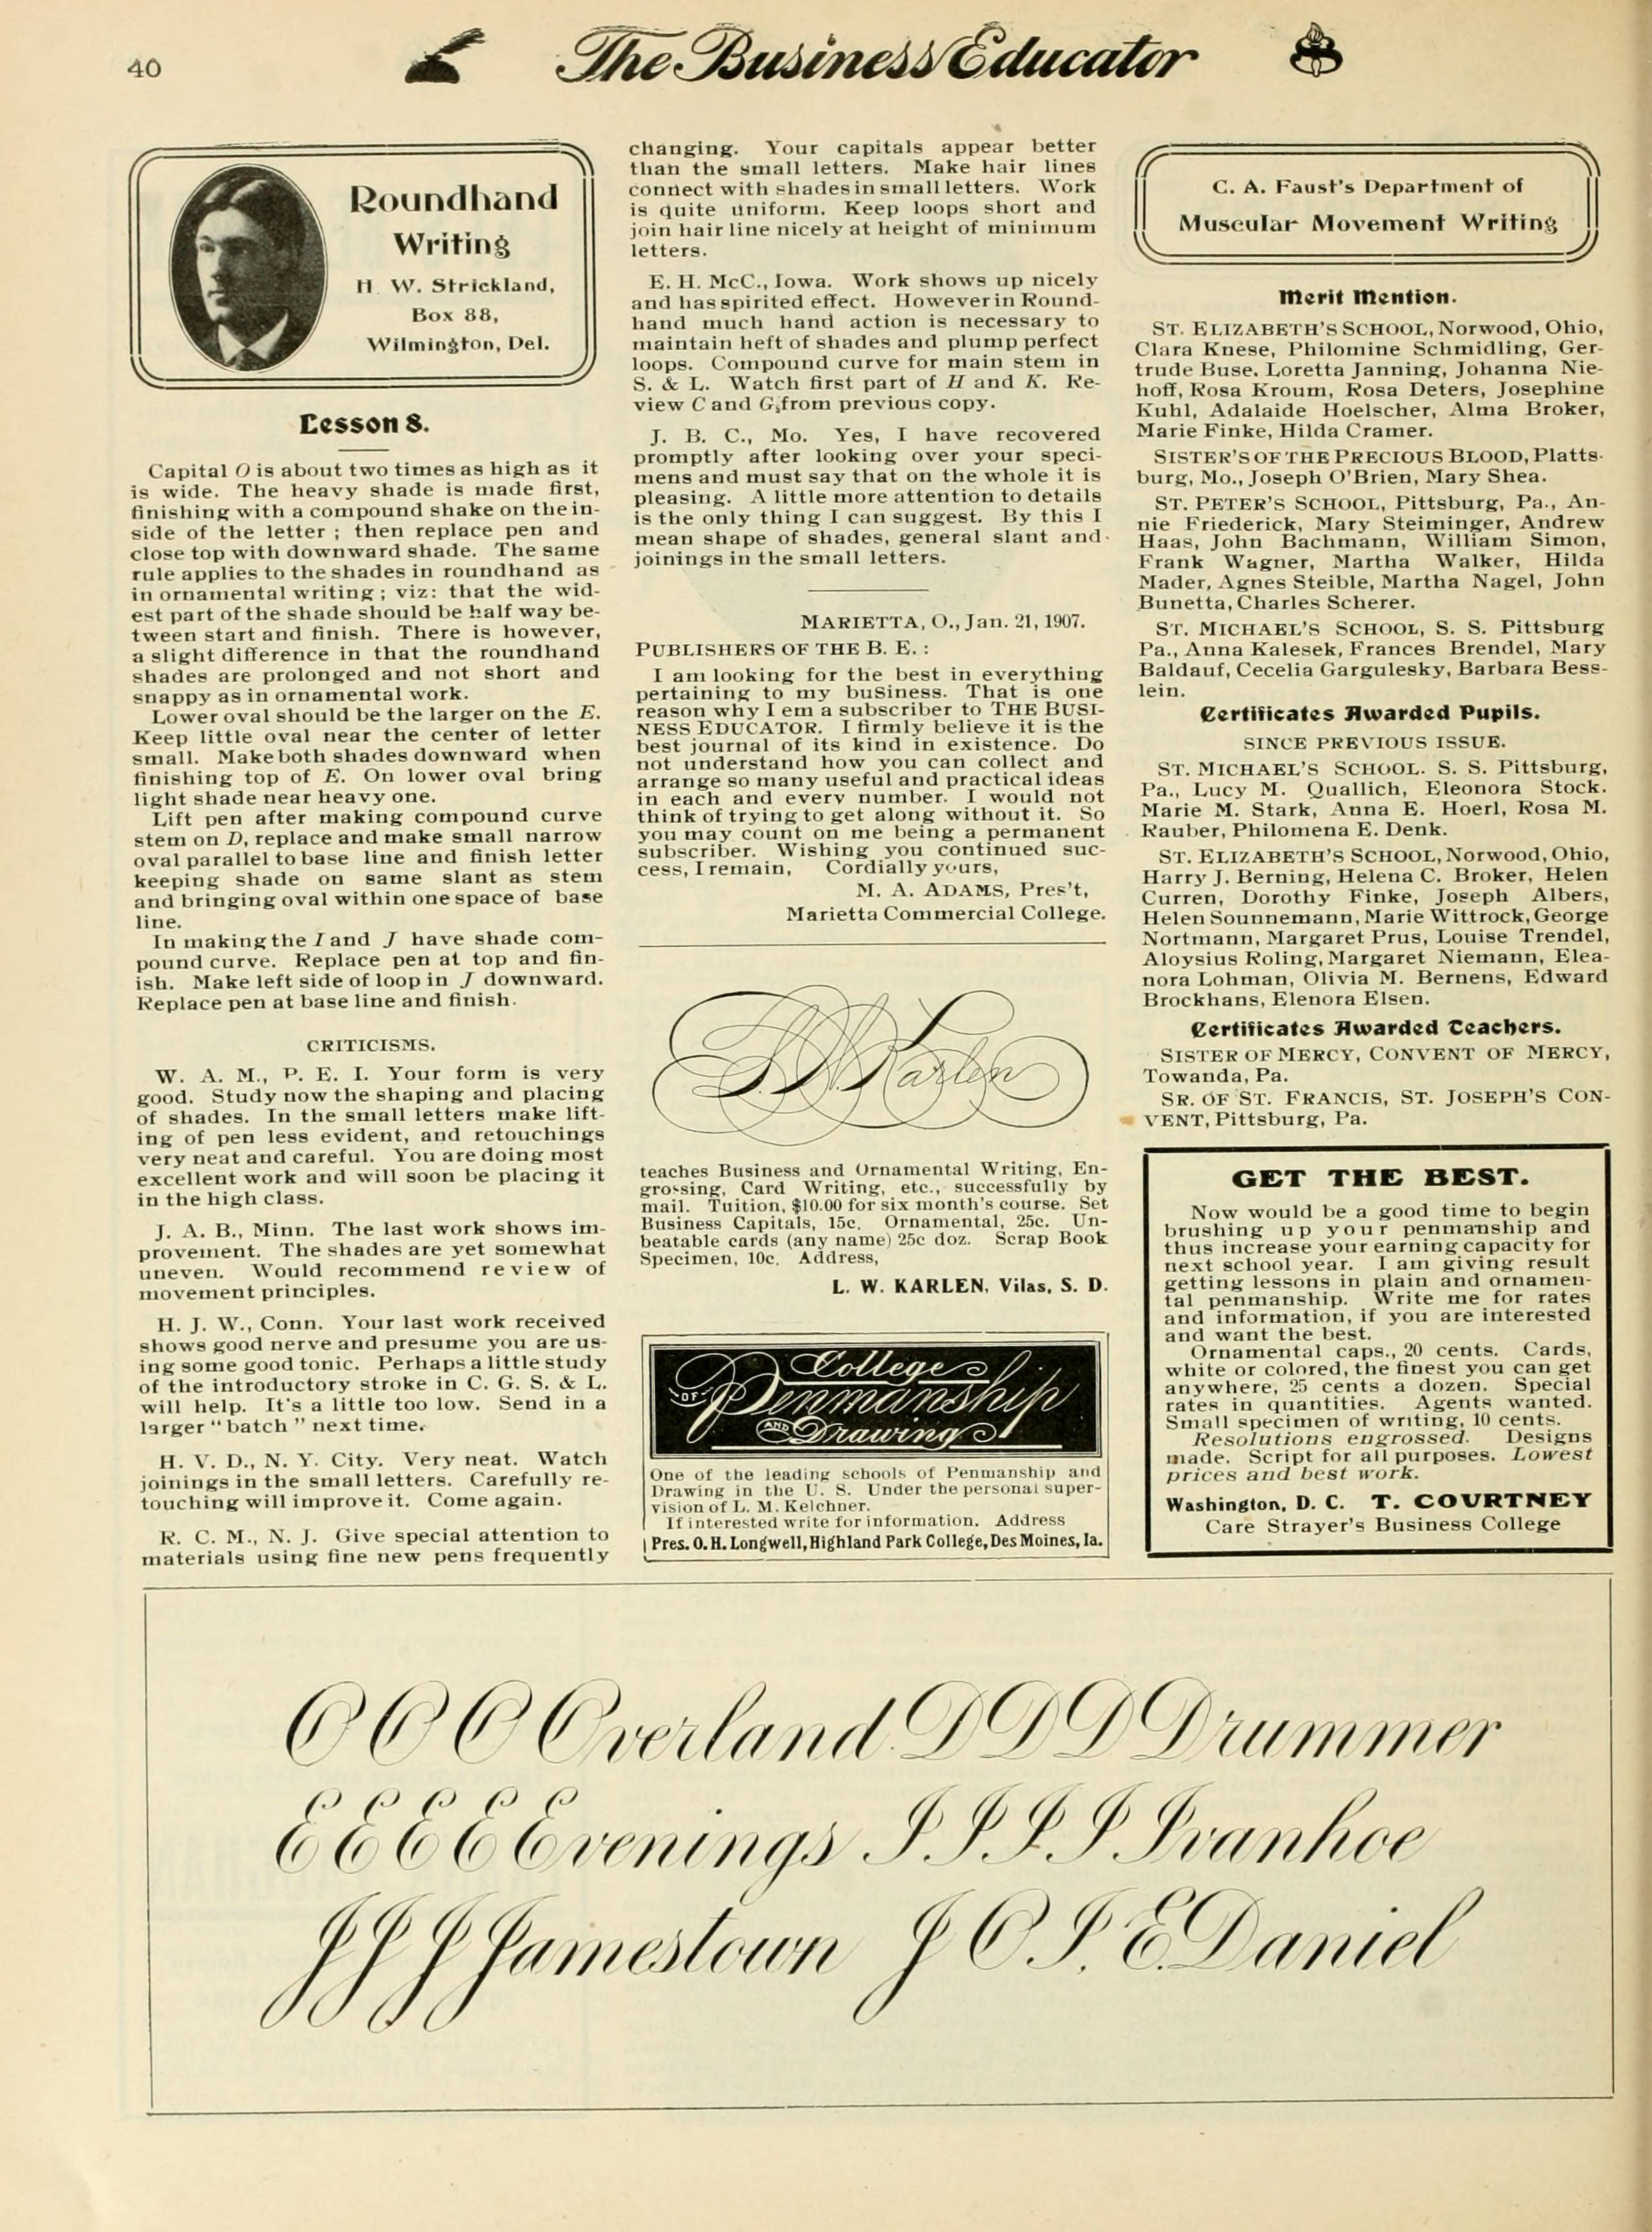 40
The Business Educator
Roundhand
Writing
H. W. Strickland,
Box 88,
Wilmington, Del.
Lesson 8.
Capital O is about two times as high as it
is wide. The heavy shade is made first,
finishing with a compound shake on the in-
side of the letter ; then replace pen and
close top with downward shade. The same
rule applies to the shades in roundhand as
in ornamental writing ; viz: that the wid-
est part of the shade should be half way be-
tween start and finish. There is however,
a slight difference in that the roundhand
shades are prolonged and not short and
snappy as in ornamental work.
Lower oval should be the larger on the E.
Keep little oval near the center of letter
small. Make both shades downward when
finishing top of E. On lower oval bring
light shade near heavy one.
Lift pen after making compound curve
stem on D, replace and make small narrow
oval parallel to base line and finish letter
keeping shade on same slant as stem
and bringing oval within one space of base
line.
In making the I and J have shade com-
pound curve. Replace pen at top and fin-
ish. Make left side of loop in J downward.
Replace pen at base line and finish.
CRITICISMS.
W. A. M., P. E. I. Your form is very
good. Study now the shaping and placing
of shades. In the small letters make lift-
ing of pen less evident, and retouchings
very neat and careful. You are doing most
excellent work and will soon be placing it
in the high class.
J. A. B., Minn. The last work shows im-
provement. The shades are yet somewhat
uneven. Would recommend review of
movement principles.
H. J. W., Conn. Your last work received
shows good nerve and presume you are us-
ing some good tonic. Perhaps a little study
of the introductory stroke in C. G. S. & L.
will help. It's a little too low. Send in a
larger "batch" next time.
H. V. D., N. Y. City. Very neat. Watch
joinings in the small letters. Carefully re-
touching will improve it. Come again.
R. C. M., N. J. Give special attention to
materials using fine new pens frequently
changing. Your capitals appear better
than the small letters. Make hair lines
connect with shades in small letters. Work
is quite uniform. Keep loops short and
join hair line nicely at height of minimum
letters.
E. H. McC., Iowa. Work shows up nicely
and has spirited effect. However in Round-
hand much hand action is necessary to
maintain heft of shades and plump perfect
loops. Compound curve for main stem in
S. & L. Watch first part of H and K. Re-
view C and G, from previous copy.
J. B. C., Mo. Yes, I have recovered
promptly after looking over your speci-
mens and must say that on the whole it is
pleasing. A little more attention to details
is the only thing I can suggest. By this I
mean shape of shades, general slant and
joinings in the small letters.
MARIETTA, O., Jan. 21, 1907.
PUBLISHERS OF THE B. E. :
I am looking for the best in everything
pertaining to my buSiness. That is one
reason why I em a subscriber to THE BUSI-
NESS EDUCATOR. I firmly believe it is the
best journal of its kind in existence. Do
not understand how you can collect and
arrange so many useful and practical ideas
in each and every number. I would not
think of trying to get along without it. So
you may count on me being a permanent
subscriber. Wishing you continued suc-
cess, I remain, Cordially yours,
M. A. ADAMS, Pres't,
Marietta Commercial College.
L. W. Karlen
teaches Business and Ornamental Writing, En-
grossing, Card Writing, etc., successfully by
mail. Tuition, $10.00 for six month's course. Set
Business Capitals, 15c. Ornamental, 25c. Un-
beatable cards (any name) 25c doz. Scrap Book
Specimen, 10c. Address,
L. W. KARLEN, Vilas, S. D.
College
OF Penmanship
AND Drawing
One of the leading schools of Penmanship and
Drawing in the U. S. Under the personal super-
vision of L. M. Kelchner.
If interested write for information. Address
Pres. O. H. Longwell, Highland Park College, Des Moines, Ia.
C. A. Faust's Department of
Muscular Movement Writing
Merit Mention.
ST. ELIZABETH'S SCHOOL, Norwood, Ohio,
Clara Knese, Philomine Schmidling, Ger-
trude Buse, Loretta Janning, Johanna Nie-
hoff, Rosa Kroum, Rosa Deters, Josephine
Kuhl, Adalaide Hoelscher, Alma Broker,
Marie Finke, Hilda Cramer.
SISTER'S OF THE PRECIOUS BLOOD, Platts-
burg, Mo., Joseph O'Brien, Mary Shea.
ST. PETER'S SCHOOL, Pittsburg, Pa., An-
nie Friederick, Mary Steiminger, Andrew
Haas, John Bachmann, William Simon,
Frank Wagner, Martha Walker, Hilda
Mader, Agnes Steible, Martha Nagel, John
Bunetta, Charles Scherer.
ST. MICHAEL'S SCHOOL, S. S. Pittsburg
Pa., Anna Kalesek, Frances Brendel, Mary
Baldauf, Cecelia Gargulesky, Barbara Bess-
lein.
Certificates Awarded Pupils.
SINCE PREVIOUS ISSUE.
ST. MICHAEL'S SCHOOL. S. S. Pittsburg,
Pa., Lucy M. Quallich, Eleonora Stock.
Marie M. Stark, Anna E. Hoerl, Rosa M.
Rauber, Philomena E. Denk.
ST. ELIZABETH'S SCHOOL, Norwood, Ohio,
Harry J. Berning, Helena C. Broker, Helen
Curren, Dorothy Finke, Joseph Albers,
Helen Sounnemann, Marie Wittrock, George
Nortmann, Margaret Prus, Louise Trendel,
Aloysius Roling, Margaret Niemann, Elea-
nora Lohman, Olivia M. Bernens, Edward
Brockhans, Elenora Elsen.
Certificates Awarded Teachers.
SISTER OF MERCY, CONVENT OF MERCY,
Towanda, Pa.
SR. OF ST. FRANCIS, ST. JOSEPH'S CON-
VENT, Pittsburg, Pa.
GET THE BEST.
Now would be a good time to begin
brushing up your penmanship and
thus increase your earning capacity for
next school year. I am giving result
getting lessons in plain and ornamen-
tal penmanship. Write me for rates
and information, if you are interested
and want the best.
Ornamental caps., 20 cents. Cards,
white or colored, the finest you can get
anywhere, 25 cents a dozen. Special
rates in quantities. Agents wanted.
Small specimen of writing, 10 cents.
Resolutions engrossed. Designs
made. Script for all purposes. Lowest
prices and best work.
Washington, D. C. T. COURTNEY
Care Strayer's Business College
O O O Overland D D D Drummer
E E E E Evenings I I I I Ivanhoe
J J J Jamestown J O I. E. Daniel